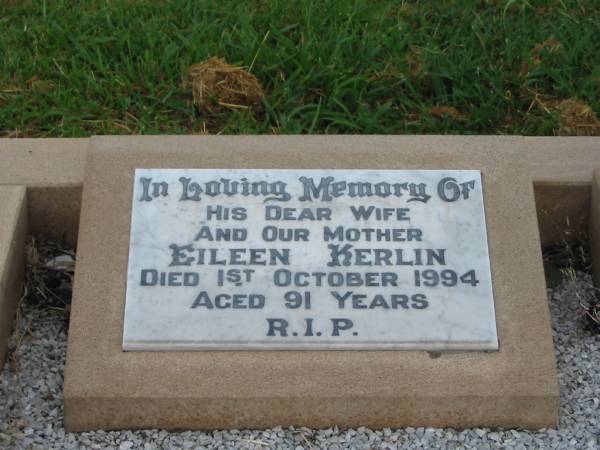 In Loving Memory Of
His Dear Wife
And Our Mother
Eileen Kerlin
Died 1st October 1994
Aged 91 Years
R.I.P.